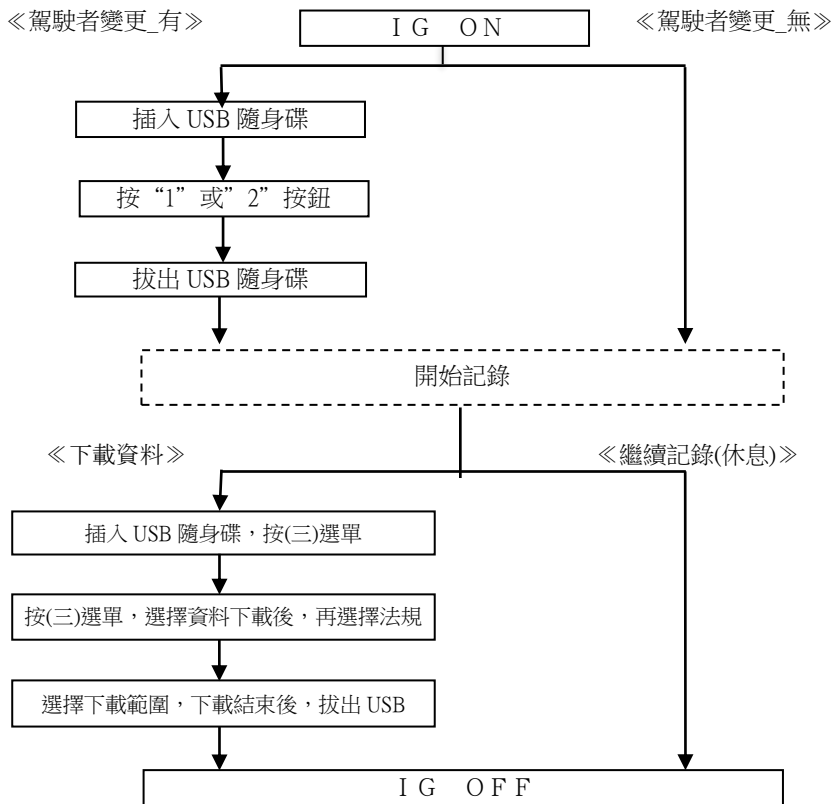 ≪駕駛者變更_有≫
ＩＧ　ＯＮ
≪駕駛者變更_無≫
插入 USB 隨身碟
按“1”或”2”按鈕
拔出 USB 隨身碟
開始記錄
≪下載資料≫
≪繼續記錄(休息)≫
插入 USB 隨身碟，按(三)選單
按(三)選單，選擇資料下載後，再選擇法規
選擇下載範圍，下載結束後，拔出 USB
ＩＧ　ＯＦＦ